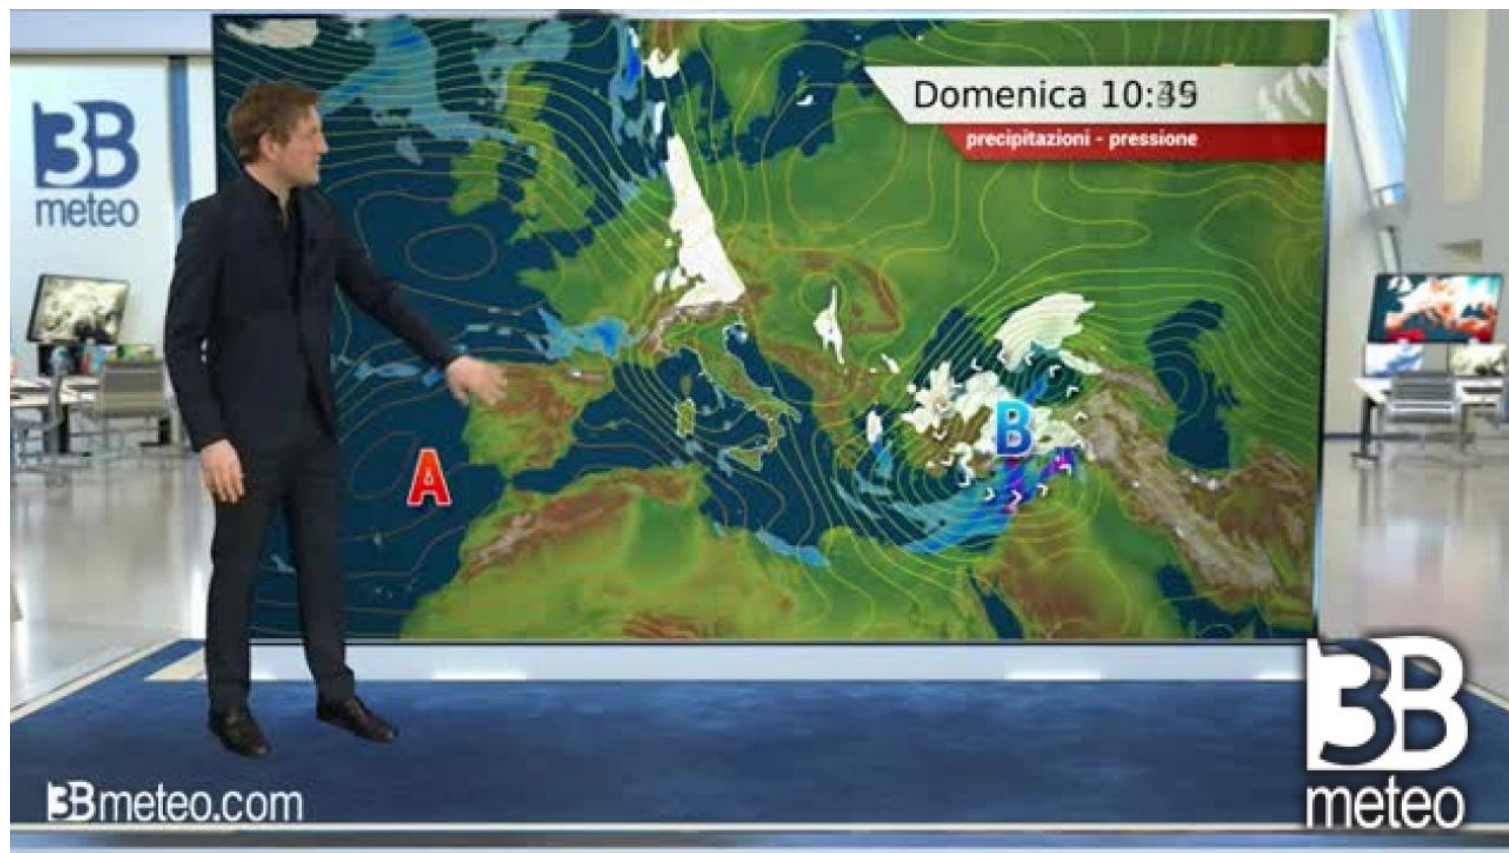 3B
meteo
Domenica 10:
precipitazioni - pressione
A
B
3B
meteo
3Bmeteo.com